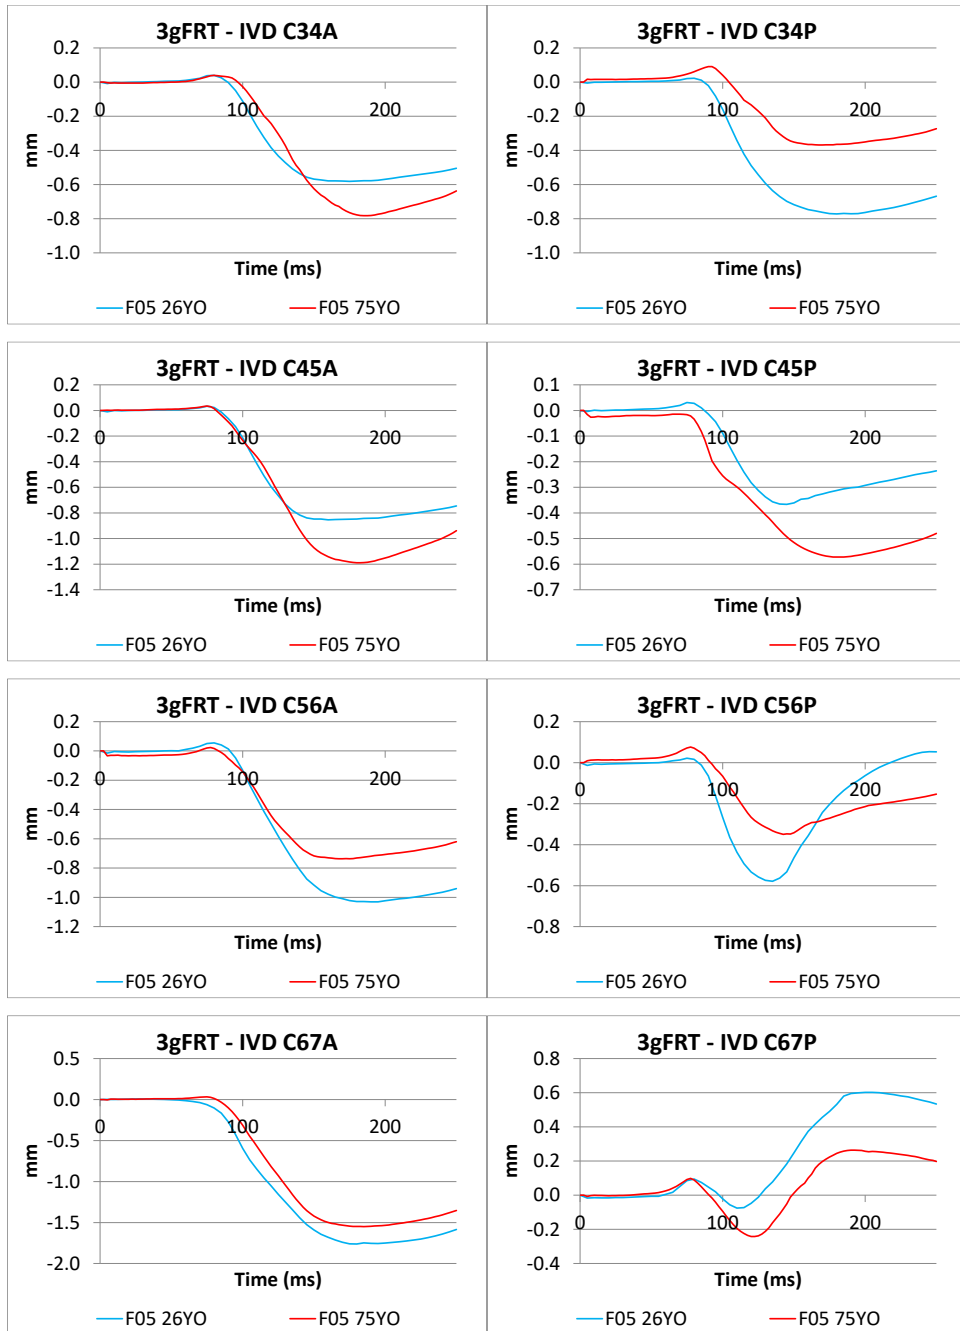 3gFRT - IVD C34A
0.2
0.0
-0.2
-0.4
-0.6
-0.8
-1.0
0
100
200
mm
Time (ms)
F05 26YO
F05 75YO
3gFRT - IVD C34P
0.2
0.0
-0.2
-0.4
-0.6
-0.8
-1.0
0
100
200
mm
Time (ms)
F05 26YO
F05 75YO
3gFRT - IVD C45A
0.2
0.0
-0.2
-0.4
-0.6
-0.8
-1.0
-1.2
-1.4
0
100
200
mm
Time (ms)
F05 26YO
F05 75YO
3gFRT - IVD C45P
0.1
0.0
-0.1
-0.2
-0.3
-0.4
-0.5
-0.6
-0.7
0
100
200
mm
Time (ms)
F05 26YO
F05 75YO
3gFRT - IVD C56A
0.2
0.0
-0.2
-0.4
-0.6
-0.8
-1.0
-1.2
0
100
200
mm
Time (ms)
F05 26YO
F05 75YO
3gFRT - IVD C56P
0.2
0.0
-0.2
-0.4
-0.6
-0.8
0
100
200
mm
Time (ms)
F05 26YO
F05 75YO
3gFRT - IVD C67A
0.5
0.0
-0.5
-1.0
-1.5
-2.0
0
100
200
mm
Time (ms)
F05 26YO
F05 75YO
3gFRT - IVD C67P
0.8
0.6
0.4
0.2
0.0
-0.2
-0.4
0
100
200
mm
Time (ms)
F05 26YO
F05 75YO